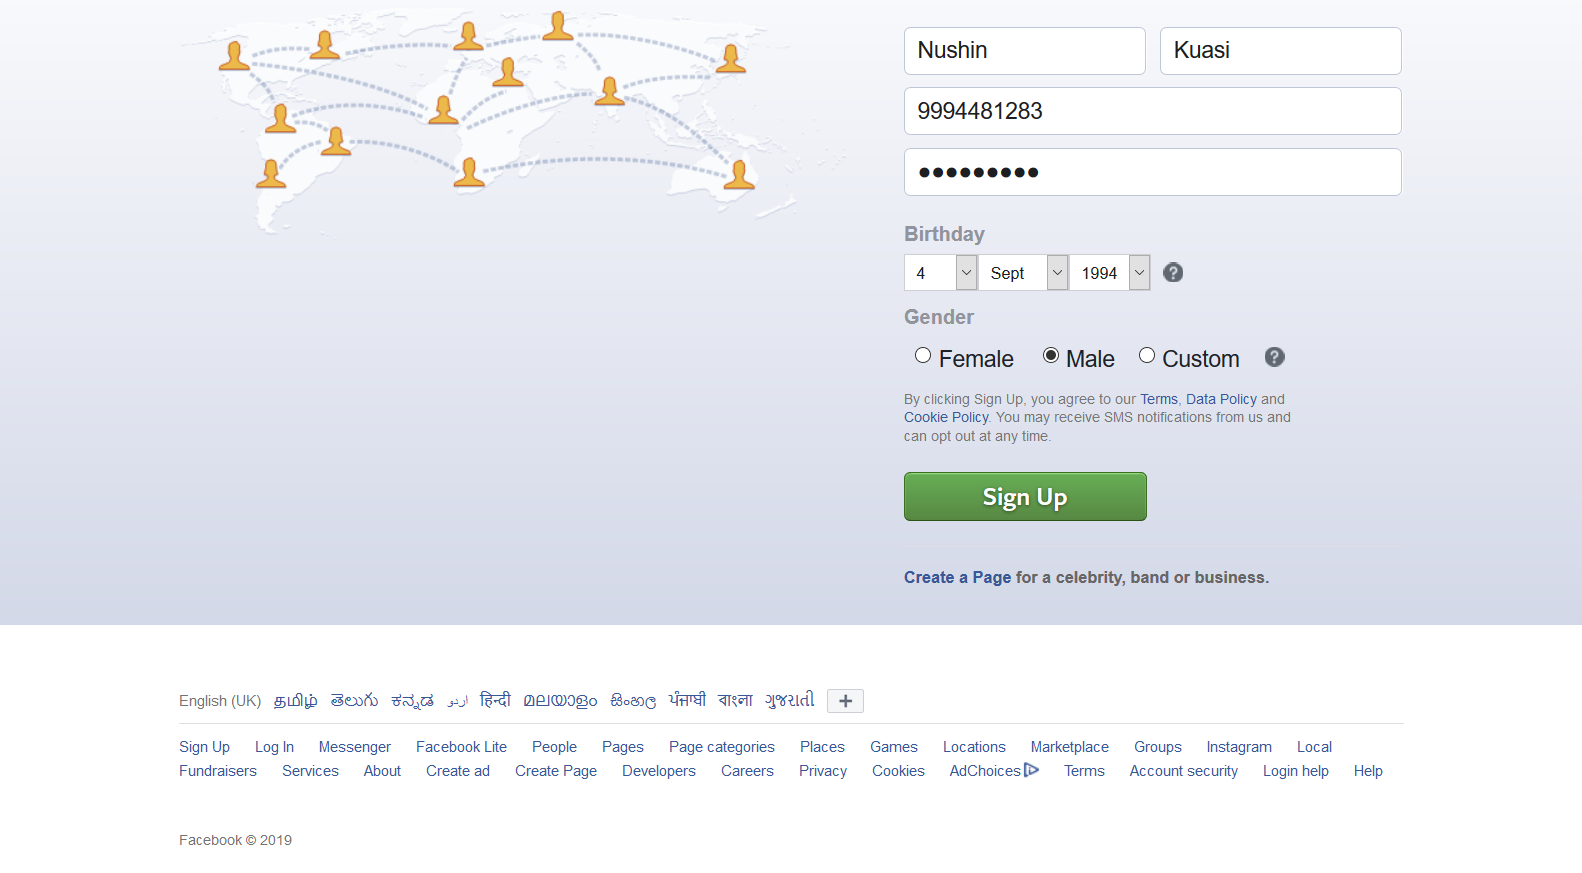 Nushin Kuasi
9994481283
●●●●●●●●●
Birthday
4 Sept 1994
Gender
Female Male Custom
By clicking Sign Up, you agree to our Terms, Data Policy and
Cookie Policy. You may receive SMS notifications from us and
can opt out at any time.
Sign Up
Create a Page for a celebrity, band or business.
English (UK) தமிழ் తెలుగు ಕನ್ನಡ اردو हिन्दी മലയാളം සිංහල ਪੰਜਾਬੀ বাংলা ગુજરાતી
Sign Up Log In Messenger Facebook Lite People Pages Page categories Places Games Locations Marketplace Groups Instagram Local
Fundraisers Services About Create ad Create Page Developers Careers Privacy Cookies AdChoices Terms Account security Login help Help
Facebook © 2019